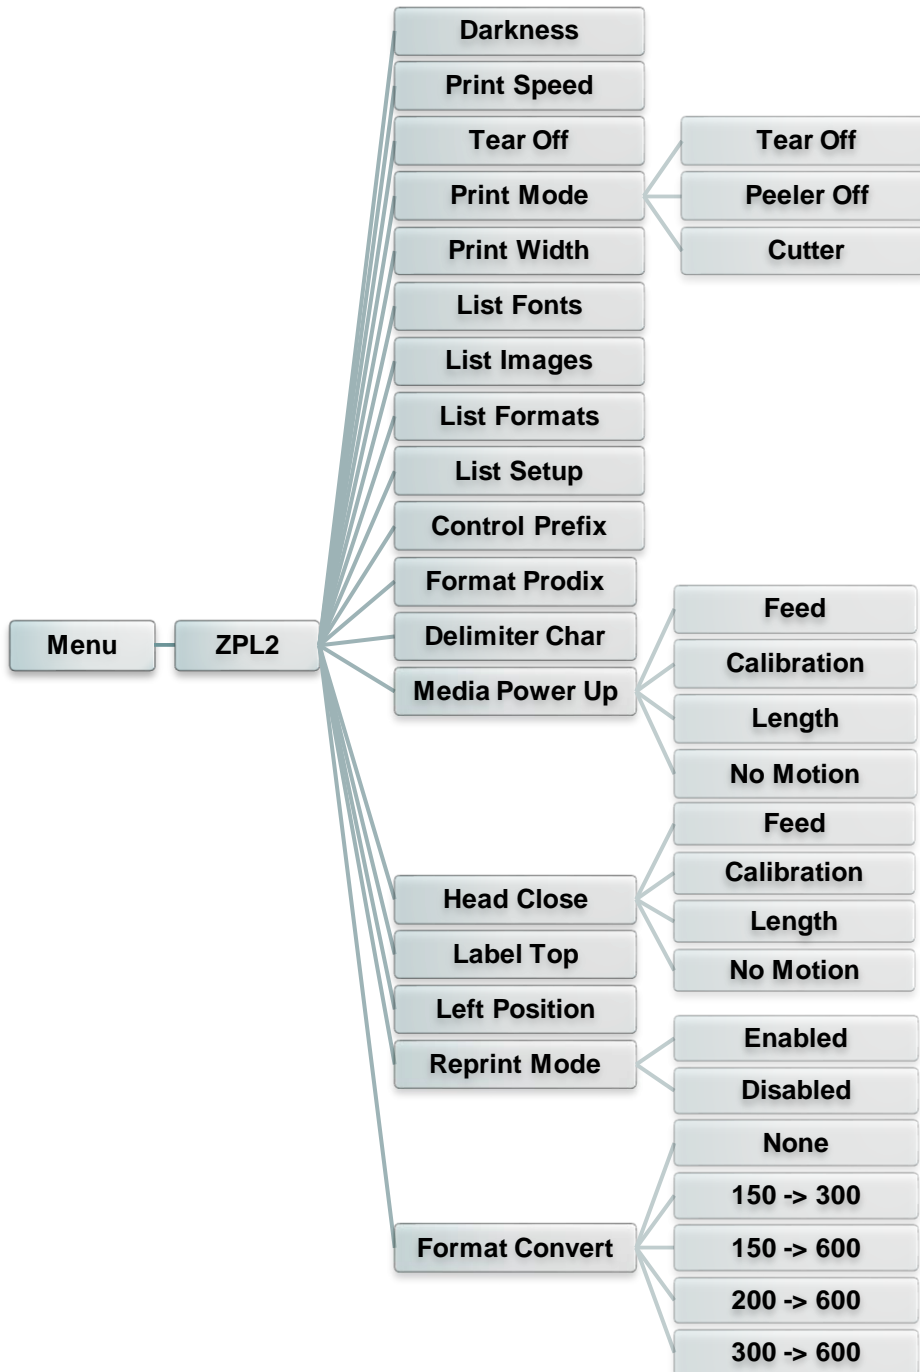 Menu
ZPL2
Darkness
Print Speed
Tear Off
Print Mode
Tear Off
Peeler Off
Cutter
Print Width
List Fonts
List Images
List Formats
List Setup
Control Prefix
Format Prodix
Delimiter Char
Media Power Up
Feed
Calibration
Length
No Motion
Head Close
Feed
Calibration
Length
No Motion
Label Top
Left Position
Reprint Mode
Enabled
Disabled
Format Convert
None
150 -> 300
150 -> 600
200 -> 600
300 -> 600